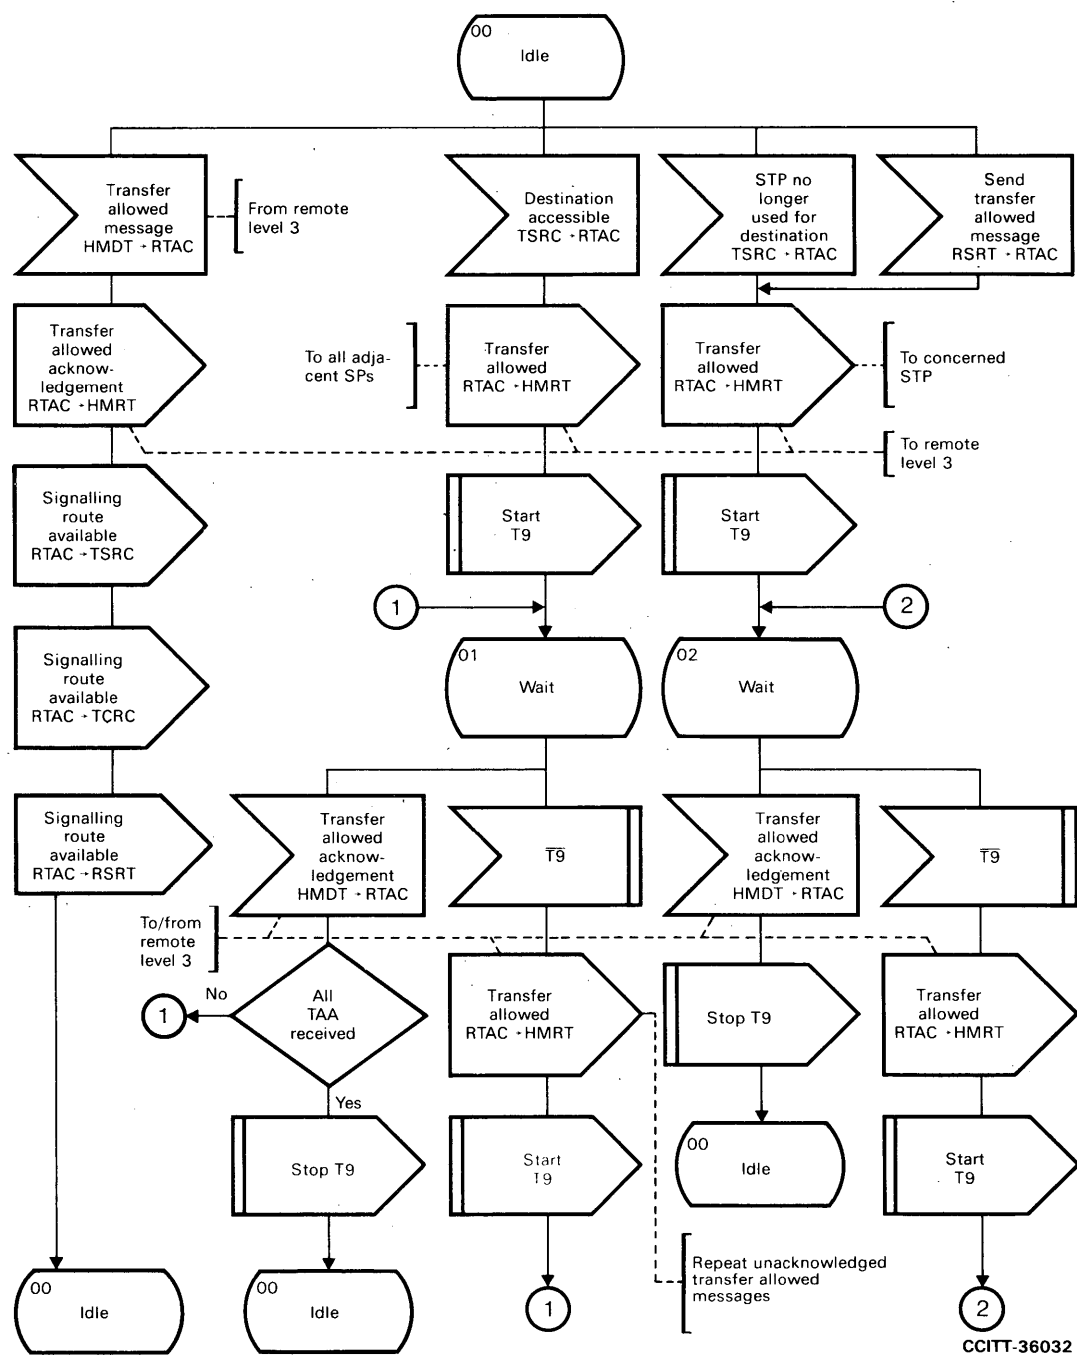 00
Idle
Transfer
allowed
message
HMDT → RTAC
From remote
level 3
Destination
accessible
TSRC → RTAC
STP no
longer
used for
destination
TSRC → RTAC
Send
transfer
allowed
message
RSRT → RTAC
Transfer
allowed
acknow-
ledgement
RTAC → HMRT
To all adja-
cent SPs
Transfer
allowed
RTAC → HMRT
Transfer
allowed
RTAC → HMRT
To concerned
STP
To remote
level 3
Signalling
route
available
RTAC → TSRC
Start
T9
Start
T9
1
2
Signalling
route
available
RTAC → TCRC
01
Wait
02
Wait
Signalling
route
available
RTAC → RSRT
Transfer
allowed
acknow-
ledgement
HMDT → RTAC
T9
Transfer
allowed
acknow-
ledgement
HMDT → RTAC
T9
To/from
remote
level 3
No
1
All
TAA
received
Yes
Transfer
allowed
RTAC → HMRT
Stop T9
Transfer
allowed
RTAC → HMRT
Stop T9
Start
T9
00
Idle
Start
T9
00
Idle
00
Idle
1
Repeat unacknowledged
transfer allowed
messages
2
CCITT-36032